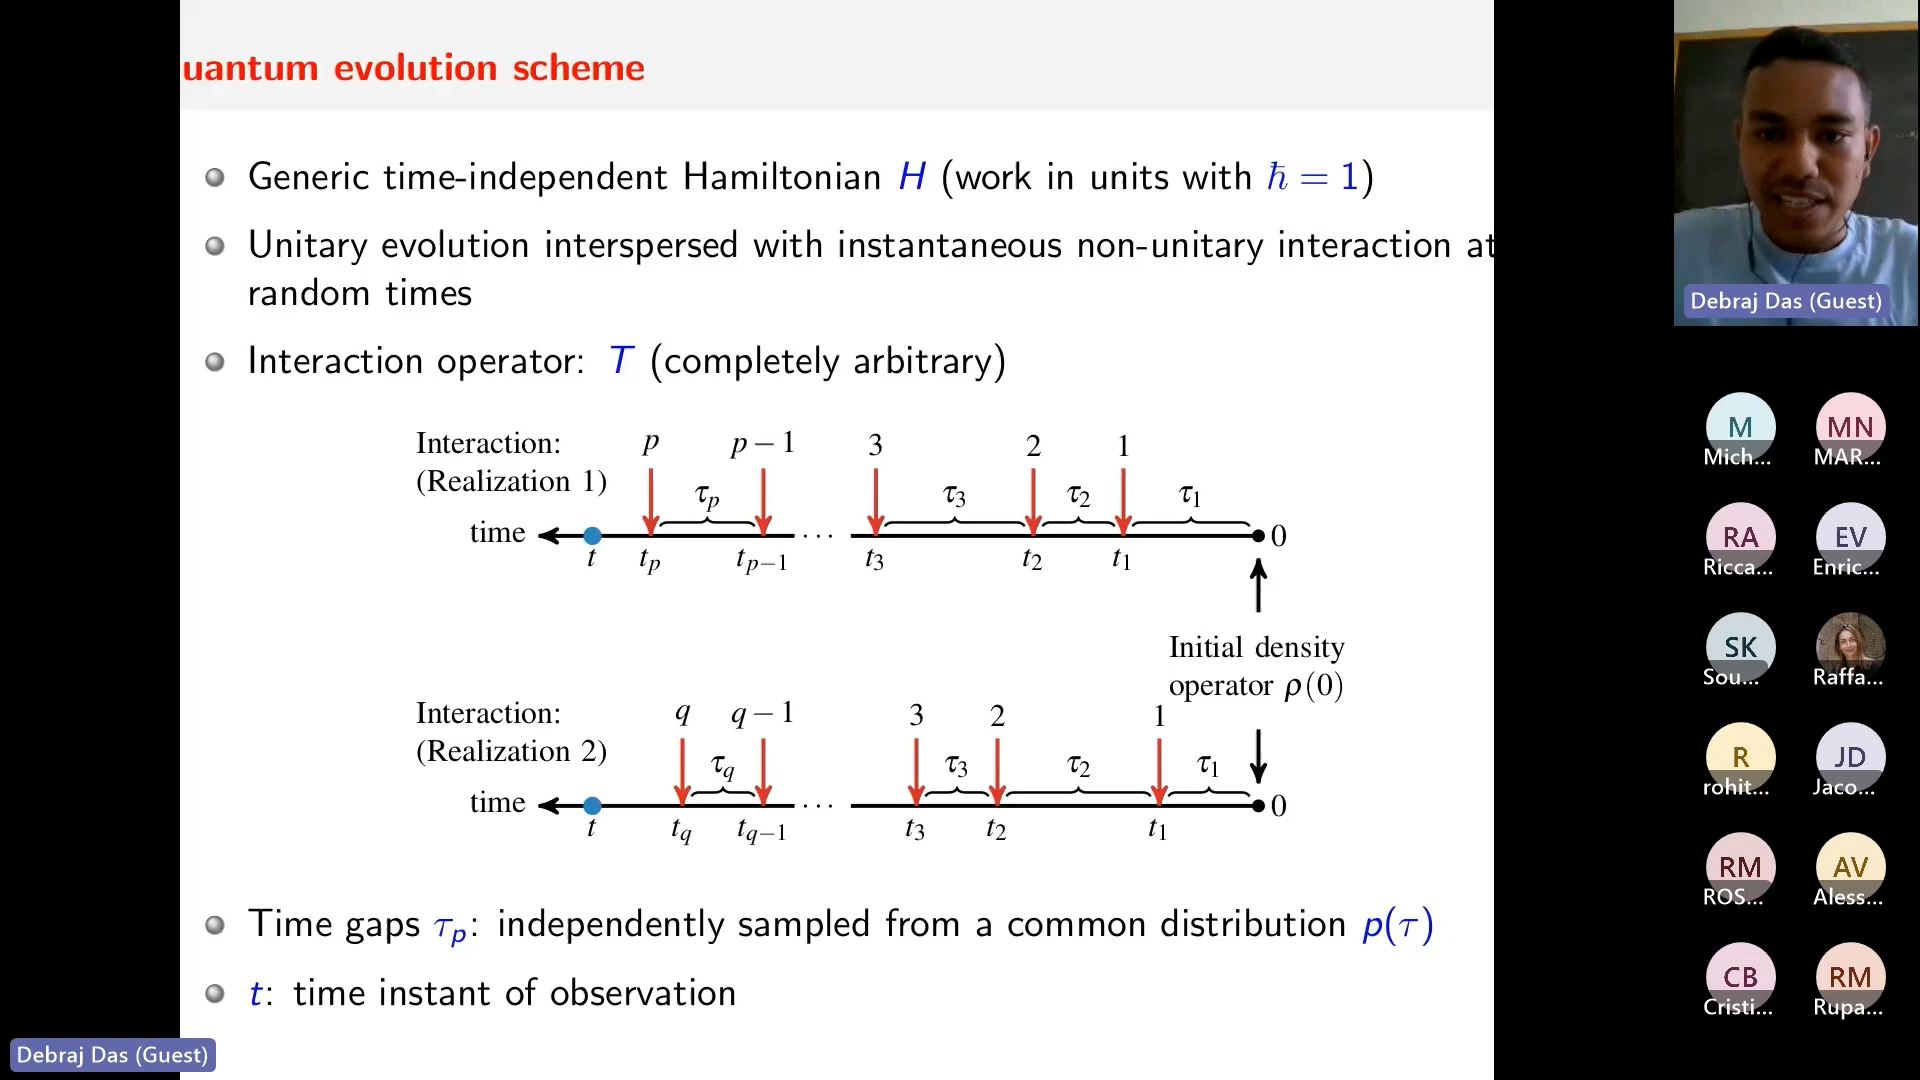 uantum evolution scheme
Generic time-independent Hamiltonian H (work in units with ħ = 1)
Unitary evolution interspersed with instantaneous non-unitary interaction at
random times
Interaction operator: T (completely arbitrary)
Interaction: p p − 1 3 2 1
(Realization 1) τp τ3 τ2 τ1
time ··· 0
t tp tp−1 t3 t2 t1
Initial density
operator ρ(0)
Interaction: q q − 1 3 2 1
(Realization 2) τq τ3 τ2 τ1
time ··· 0
t tq tq−1 t3 t2 t1
Time gaps τp: independently sampled from a common distribution p(τ)
t: time instant of observation
Debraj Das (Guest)
Debraj Das (Guest)
M MN
Mich... MAR...
RA EV
Ricca... Enric...
SK
Sou... Raffa...
R JD
rohit... Jaco...
RM AV
ROS... Aless...
CB RM
Cristi... Rupa...